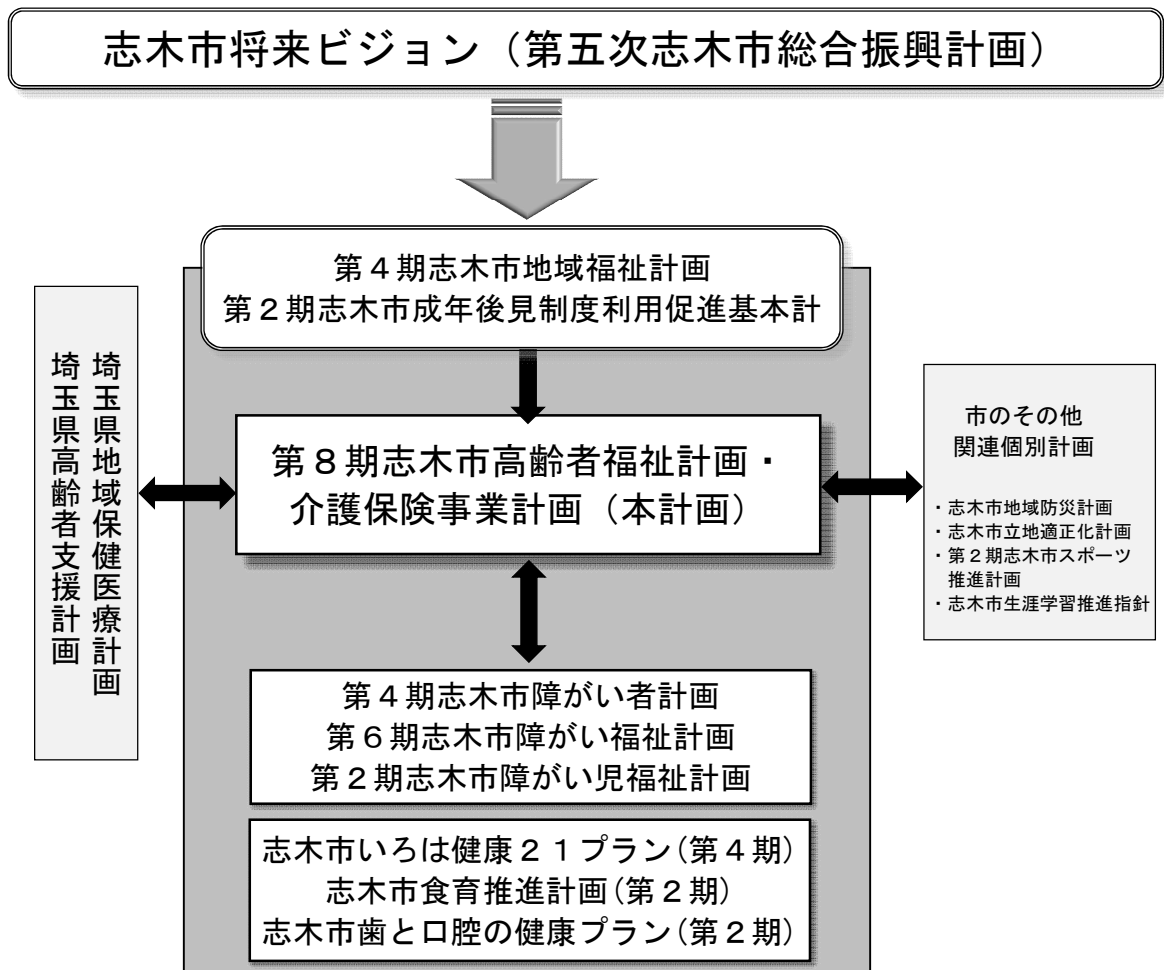 志木市将来ビジョン（第五次志木市総合振興計画）
第４期志木市地域福祉計画
第２期志木市成年後見制度利用促進基本計
埼玉県地域保健医療計画
埼玉県高齢者支援計画
第８期志木市高齢者福祉計画・
介護保険事業計画（本計画）
市のその他
関連個別計画
・志木市地域防災計画
・志木市立地適正化計画
・第２期志木市スポーツ
推進計画
・志木市生涯学習推進指針
第４期志木市障がい者計画
第６期志木市障がい福祉計画
第２期志木市障がい児福祉計画
志木市いろは健康２１プラン(第４期)
志木市食育推進計画(第２期)
志木市歯と口腔の健康プラン(第２期)